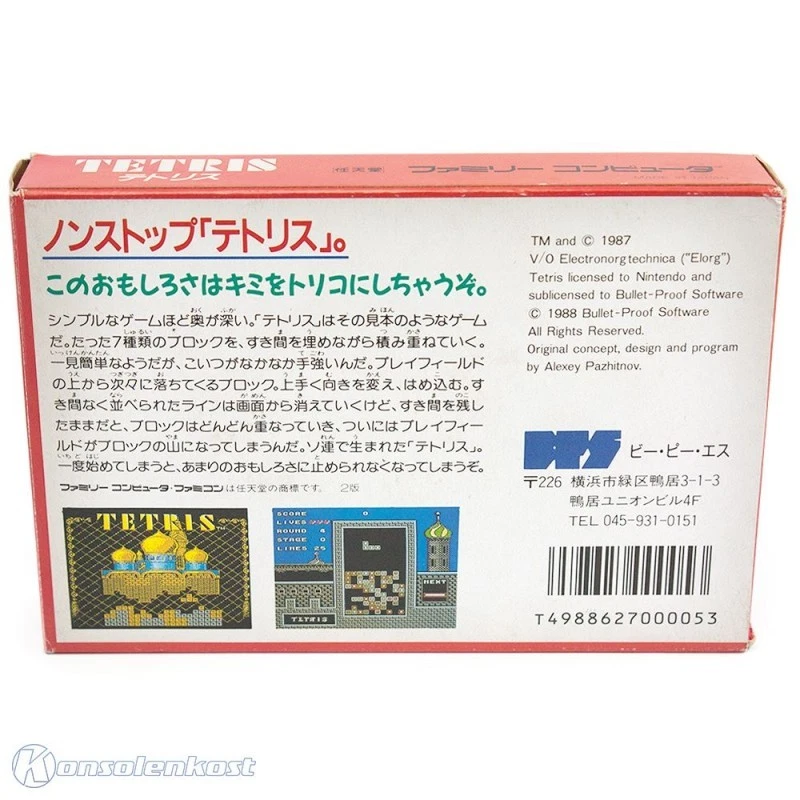 TETRIS
テトリス
任天堂 ファミリー コンピュータ
ノンストップ「テトリス」。
このおもしろさはキミをトリコにしちゃうぞ。
シンプルなゲームほど奥が深い。「テトリス」はその見本のようなゲーム
だ。たった7種類のブロックを、すき間を埋めながら積み重ねていく。
一見簡単なようだが、こいつがなかなか手強いんだ。プレイフィールド
の上から次々に落ちてくるブロック。上手く向きを変え、はめ込む。す
き間なく並べられたラインは画面から消えていくけど、すき間を残し
たままだと、ブロックはどんどん重なっていき、ついにはプレイフィー
ルドがブロックの山になってしまうんだ。ソ連で生まれた「テトリス」。
一度始めてしまうと、あまりのおもしろさに止められなくなってしまうぞ。
ファミリー コンピュータ・ファミコンは任天堂の商標です。 2版
TETRIS
SCORE 0
LIVES
ROUND 4
STAGE 0
LINES 25
NEXT
TETRIS
TM and © 1987
V/O Electronorgtechnica ("Elorg")
Tetris licensed to Nintendo and
sublicensed to Bullet-Proof Software
© 1988 Bullet-Proof Software
All Rights Reserved.
Original concept, design and program
by Alexey Pazhitnov.
BPS ビー・ピー・エス
〒226 横浜市緑区鴨居3-1-3
鴨居ユニオンビル4F
TEL 045-931-0151
T4988627000053
Konsolenkost